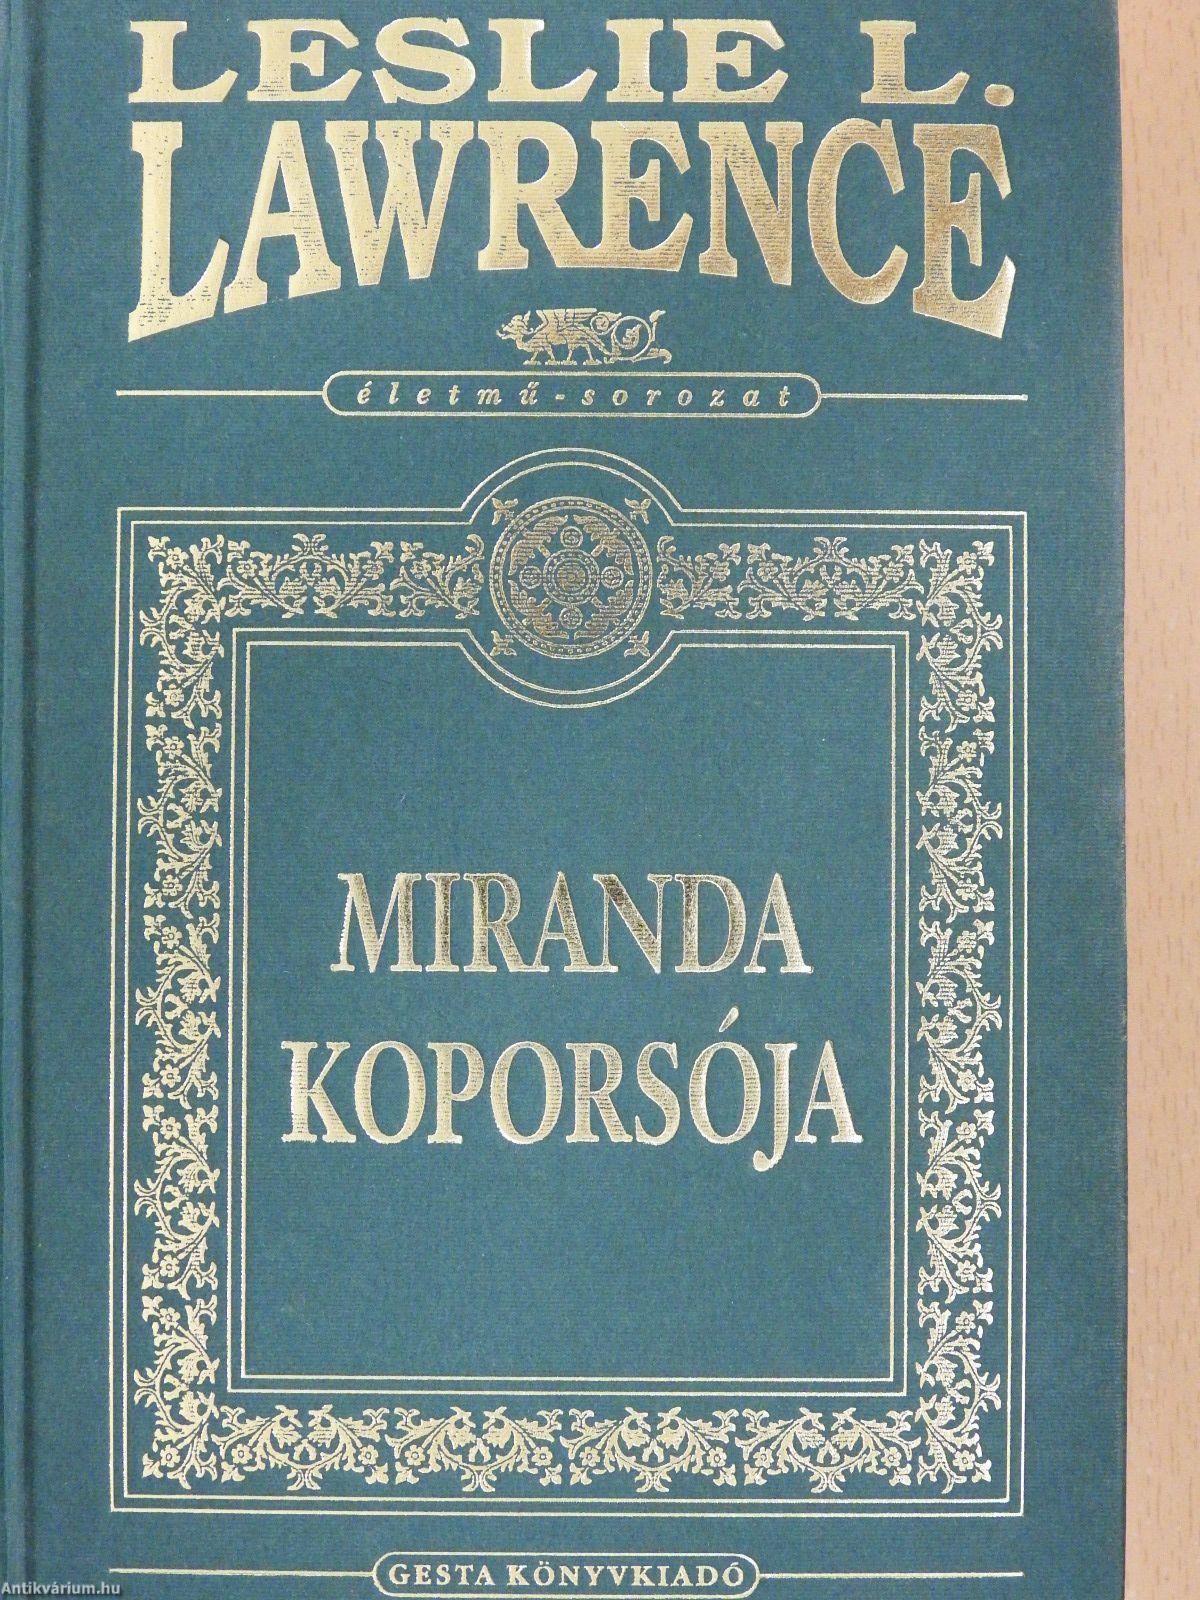 LESLIE L.
LAWRENCE
életmű-sorozat
MIRANDA
KOPORSÓJA
GESTA KÖNYVKIADÓ
Antikvárium.hu